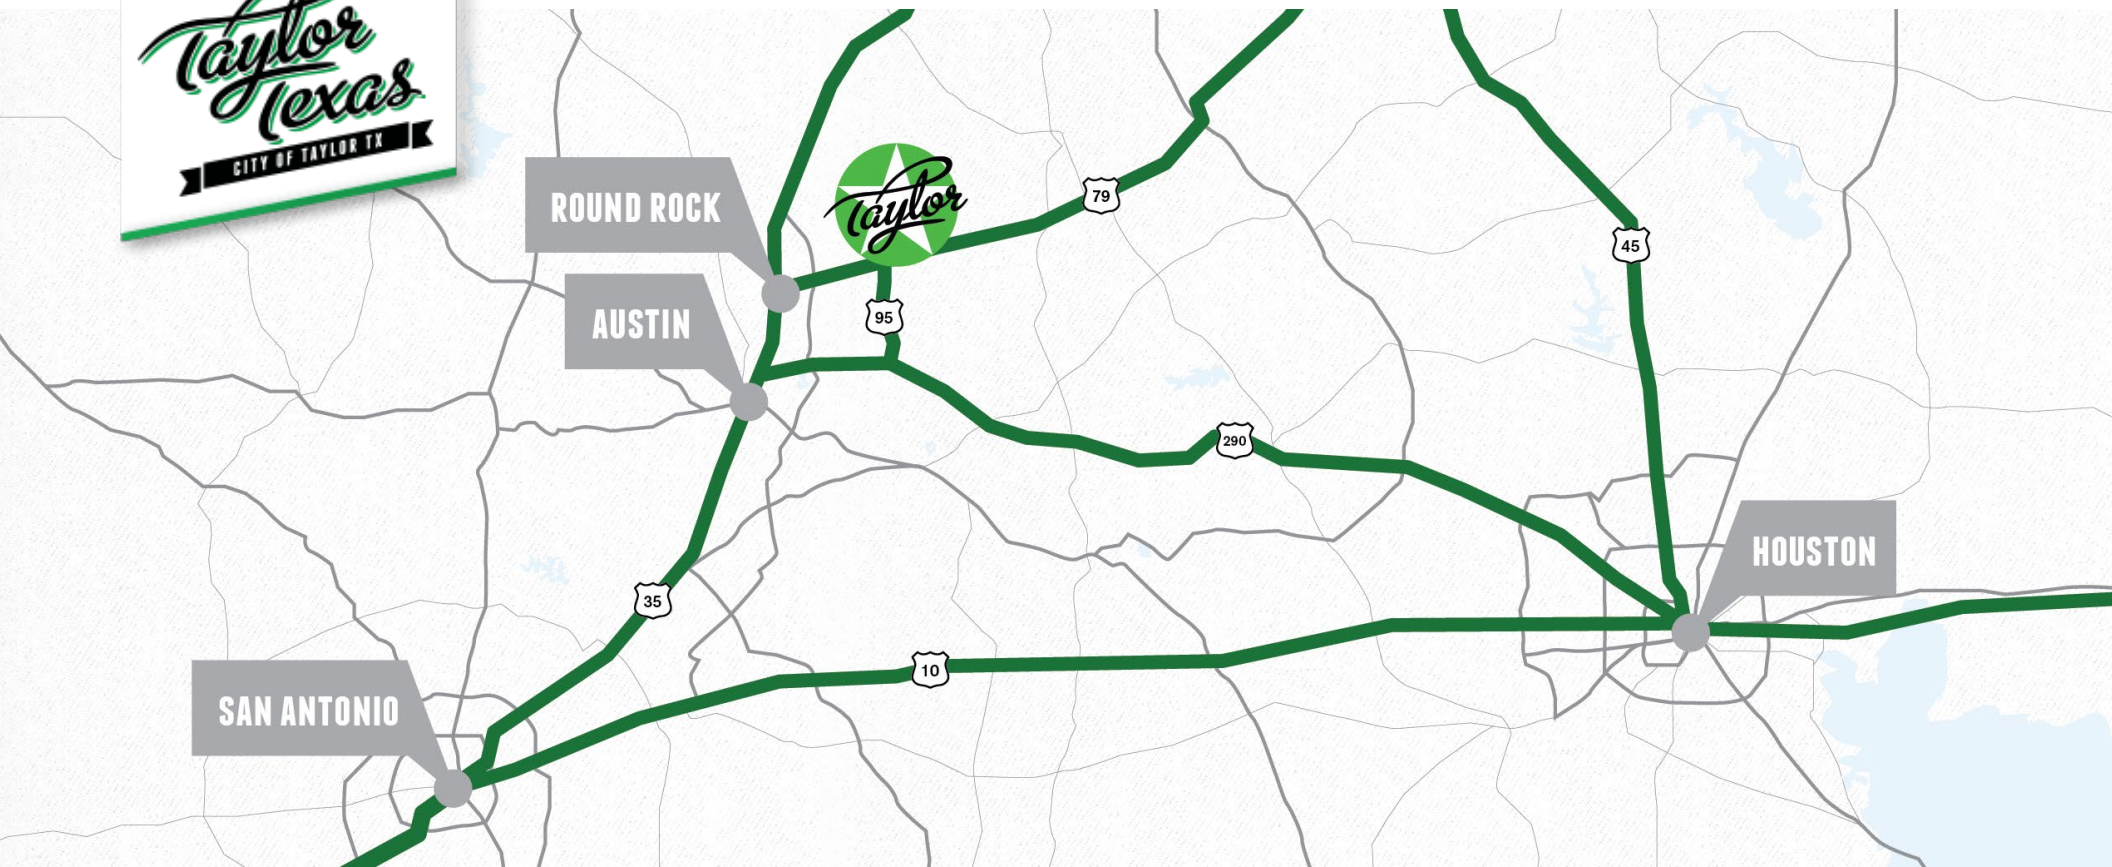 Taylor
Texas
CITY OF TAYLOR TX
ROUND ROCK
Taylor
79
45
AUSTIN
95
290
HOUSTON
35
10
SAN ANTONIO